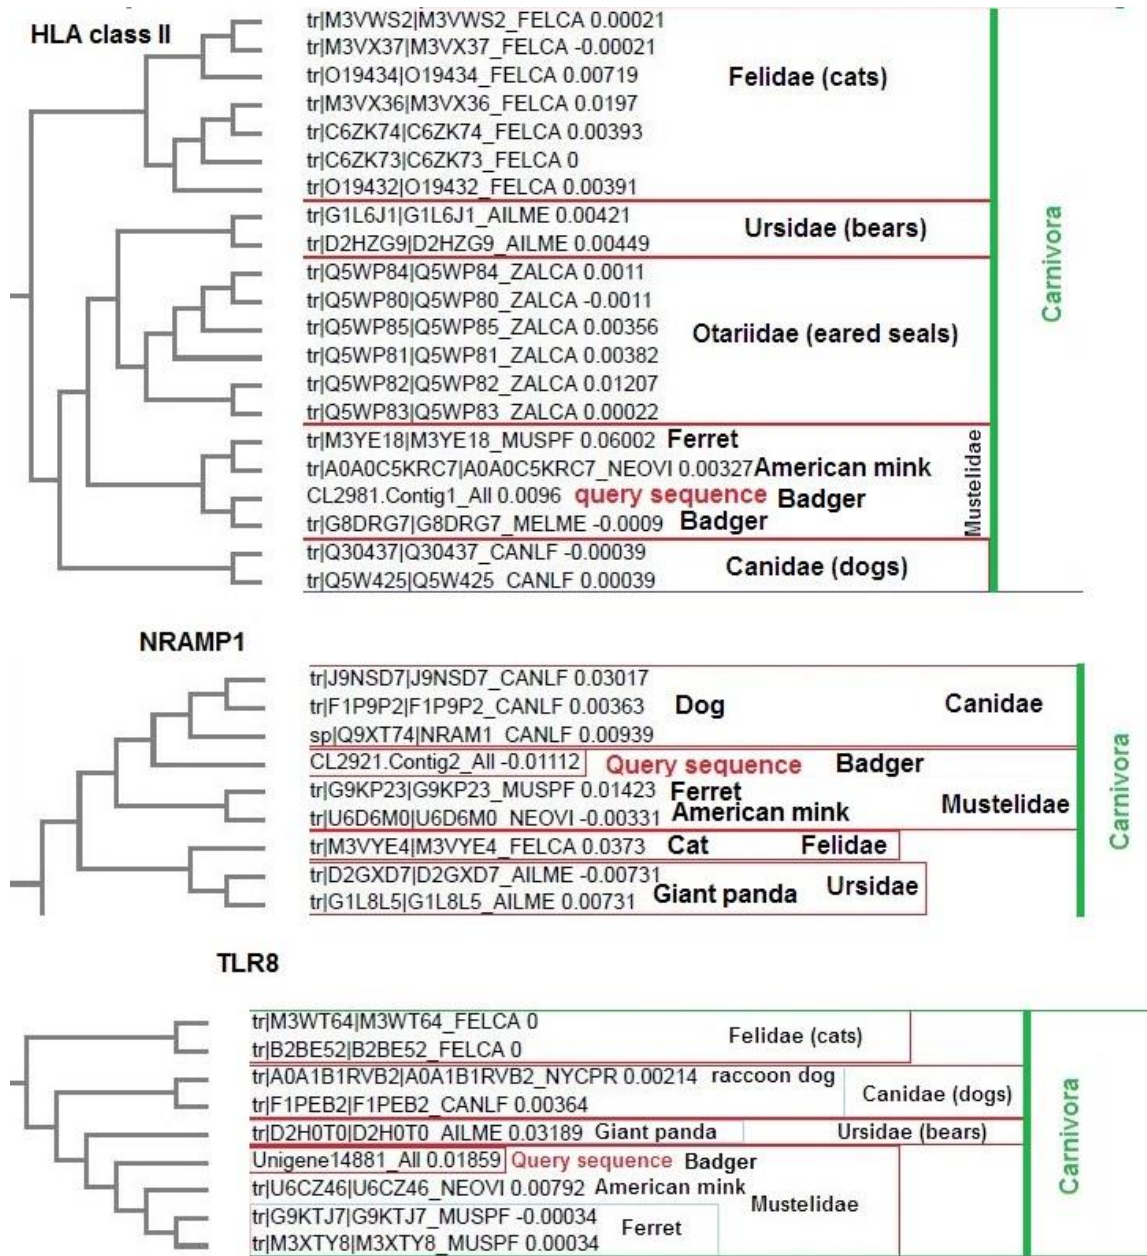 HLA class II
tr|M3VWS2|M3VWS2_FELCA 0.00021
tr|M3VX37|M3VX37_FELCA -0.00021
tr|O19434|O19434_FELCA 0.00719
Felidae (cats)
tr|M3VX36|M3VX36_FELCA 0.0197
tr|C6ZK74|C6ZK74_FELCA 0.00393
tr|C6ZK73|C6ZK73_FELCA 0
tr|O19432|O19432_FELCA 0.00391
tr|G1L6J1|G1L6J1_AILME 0.00421
Ursidae (bears)
tr|D2HZG9|D2HZG9_AILME 0.00449
tr|Q5WP84|Q5WP84_ZALCA 0.0011
tr|Q5WP80|Q5WP80_ZALCA -0.0011
tr|Q5WP85|Q5WP85_ZALCA 0.00356
Otariidae (eared seals)
tr|Q5WP81|Q5WP81_ZALCA 0.00382
tr|Q5WP82|Q5WP82_ZALCA 0.01207
tr|Q5WP83|Q5WP83_ZALCA 0.00022
tr|M3YE18|M3YE18_MUSPF 0.06002 Ferret
tr|A0A0C5KRC7|A0A0C5KRC7_NEOVI 0.00327 American mink
CL2981.Contig1_All 0.0096 query sequence Badger
tr|G8DRG7|G8DRG7_MELME -0.0009 Badger
Mustelidae
tr|Q30437|Q30437_CANLF -0.00039
Canidae (dogs)
tr|Q5W425|Q5W425_CANLF 0.00039
Carnivora
NRAMP1
tr|J9NSD7|J9NSD7_CANLF 0.03017
tr|F1P9P2|F1P9P2_CANLF 0.00363 Dog Canidae
sp|Q9XT74|NRAM1_CANLF 0.00939
CL2921.Contig2_All -0.01112 Query sequence Badger
tr|G9KP23|G9KP23_MUSPF 0.01423 Ferret
tr|U6D6M0|U6D6M0_NEOVI -0.00331 American mink Mustelidae
tr|M3VYE4|M3VYE4_FELCA 0.0373 Cat Felidae
tr|D2GXD7|D2GXD7_AILME -0.00731
Giant panda Ursidae
tr|G1L8L5|G1L8L5_AILME 0.00731
Carnivora
TLR8
tr|M3WT64|M3WT64_FELCA 0
Felidae (cats)
tr|B2BE52|B2BE52_FELCA 0
tr|A0A1B1RVB2|A0A1B1RVB2_NYCPR 0.00214 raccoon dog
Canidae (dogs)
tr|F1PEB2|F1PEB2_CANLF 0.00364
tr|D2H0T0|D2H0T0_AILME 0.03189 Giant panda Ursidae (bears)
Unigene14881_All 0.01859 Query sequence Badger
tr|U6CZ46|U6CZ46_NEOVI 0.00792 American mink
Mustelidae
tr|G9KTJ7|G9KTJ7_MUSPF -0.00034
Ferret
tr|M3XTY8|M3XTY8_MUSPF 0.00034
Carnivora